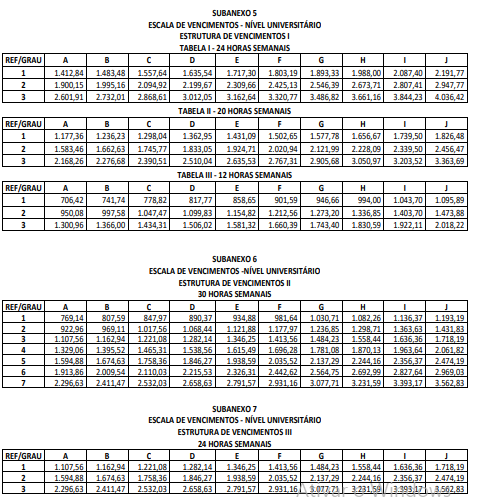 SUBANEXO 5
ESCALA DE VENCIMENTOS - NÍVEL UNIVERSITÁRIO
ESTRUTURA DE VENCIMENTOS I
TABELA I - 24 HORAS SEMANAIS
REF/GRAU A B C D E F G H I J
1 1.412,84 1.483,48 1.557,64 1.635,54 1.717,30 1.803,19 1.893,33 1.988,00 2.087,40 2.191,77
2 1.900,15 1.995,16 2.094,92 2.199,67 2.309,66 2.425,13 2.546,39 2.673,71 2.807,41 2.947,77
3 2.601,91 2.732,01 2.868,61 3.012,05 3.162,64 3.320,77 3.486,82 3.661,16 3.844,23 4.036,42
TABELA II - 20 HORAS SEMANAIS
REF/GRAU A B C D E F G H I J
1 1.177,36 1.236,23 1.298,04 1.362,95 1.431,09 1.502,65 1.577,78 1.656,67 1.739,50 1.826,48
2 1.583,46 1.662,63 1.745,77 1.833,05 1.924,71 2.020,94 2.121,99 2.228,09 2.339,50 2.456,47
3 2.168,26 2.276,68 2.390,51 2.510,04 2.635,53 2.767,31 2.905,68 3.050,97 3.203,52 3.363,69
TABELA III - 12 HORAS SEMANAIS
REF/GRAU A B C D E F G H I J
1 706,42 741,74 778,82 817,77 858,65 901,59 946,66 994,00 1.043,70 1.095,89
2 950,08 997,58 1.047,47 1.099,83 1.154,82 1.212,56 1.273,20 1.336,85 1.403,70 1.473,88
3 1.300,96 1.366,00 1.434,31 1.506,02 1.581,32 1.660,39 1.743,40 1.830,59 1.922,11 2.018,22
SUBANEXO 6
ESCALA DE VENCIMENTOS -NÍVEL UNIVERSITÁRIO
ESTRUTURA DE VENCIMENTOS II
30 HORAS SEMANAIS
REF/GRAU A B C D E F G H I J
1 769,14 807,59 847,97 890,37 934,88 981,64 1.030,71 1.082,26 1.136,37 1.193,19
2 922,96 969,11 1.017,56 1.068,44 1.121,88 1.177,97 1.236,85 1.298,71 1.363,63 1.431,83
3 1.107,56 1.162,94 1.221,08 1.282,14 1.346,25 1.413,56 1.484,23 1.558,44 1.636,36 1.718,19
4 1.329,06 1.395,52 1.465,31 1.538,56 1.615,49 1.696,28 1.781,08 1.870,13 1.963,64 2.061,82
5 1.594,88 1.674,63 1.758,36 1.846,27 1.938,59 2.035,52 2.137,29 2.244,16 2.356,37 2.474,19
6 1.913,86 2.009,54 2.110,03 2.215,53 2.326,31 2.442,62 2.564,75 2.692,99 2.827,64 2.969,03
7 2.296,63 2.411,47 2.532,03 2.658,63 2.791,57 2.931,16 3.077,71 3.231,59 3.393,17 3.562,83
SUBANEXO 7
ESCALA DE VENCIMENTOS - NÍVEL UNIVERSITÁRIO
ESTRUTURA DE VENCIMENTOS III
24 HORAS SEMANAIS
REF/GRAU A B C D E F G H I J
1 1.107,56 1.162,94 1.221,08 1.282,14 1.346,25 1.413,56 1.484,23 1.558,44 1.636,36 1.718,19
2 1.594,88 1.674,63 1.758,36 1.846,27 1.938,59 2.035,52 2.137,29 2.244,16 2.356,37 2.474,19
3 2.296,63 2.411,47 2.532,03 2.658,63 2.791,57 2.931,16 3.077,71 3.231,59 3.393,17 3.562,83
Ativar o Windows